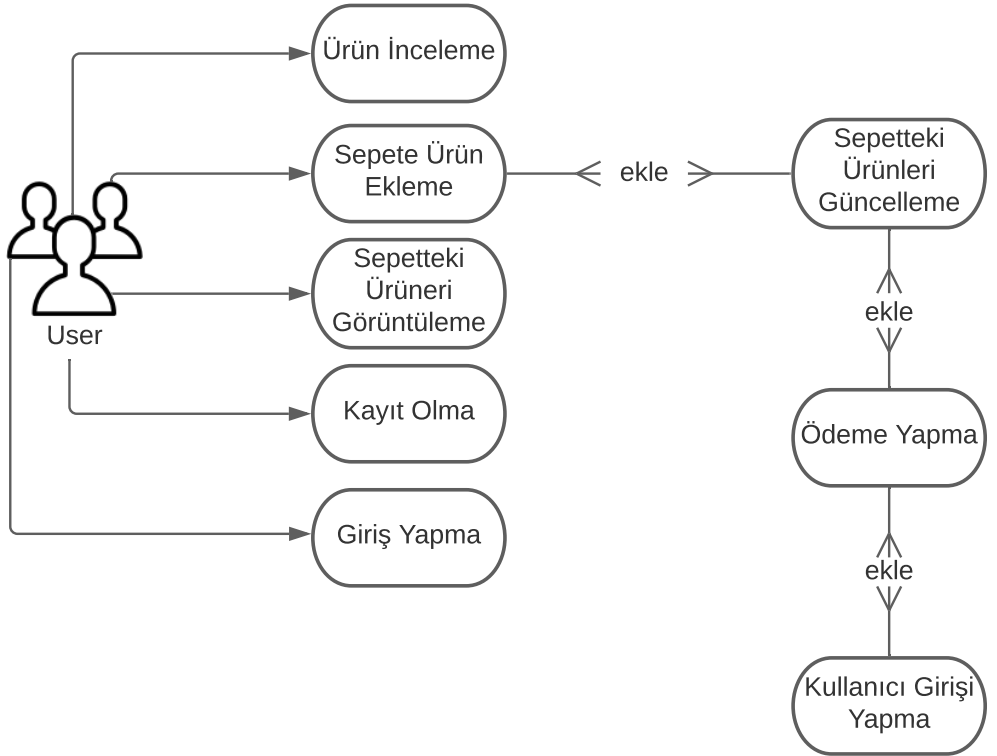 Ürün İnceleme
Sepete Ürün
Ekleme
ekle
Sepetteki
Ürünleri
Güncelleme
Sepetteki
Ürüneri
Görüntüleme
User
ekle
Kayıt Olma
Ödeme Yapma
Giriş Yapma
ekle
Kullanıcı Girişi
Yapma